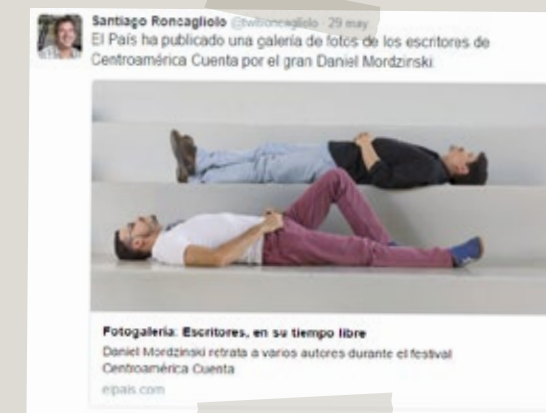 Santiago Roncagliolo @twitroncagliolo · 29 may
El País ha publicado una galería de fotos de los escritores de
Centroamérica Cuenta por el gran Daniel Mordzinski.
Fotogalería: Escritores, en su tiempo libre
Daniel Mordzinski retrata a varios autores durante el festival
Centroamérica Cuenta
elpais.com